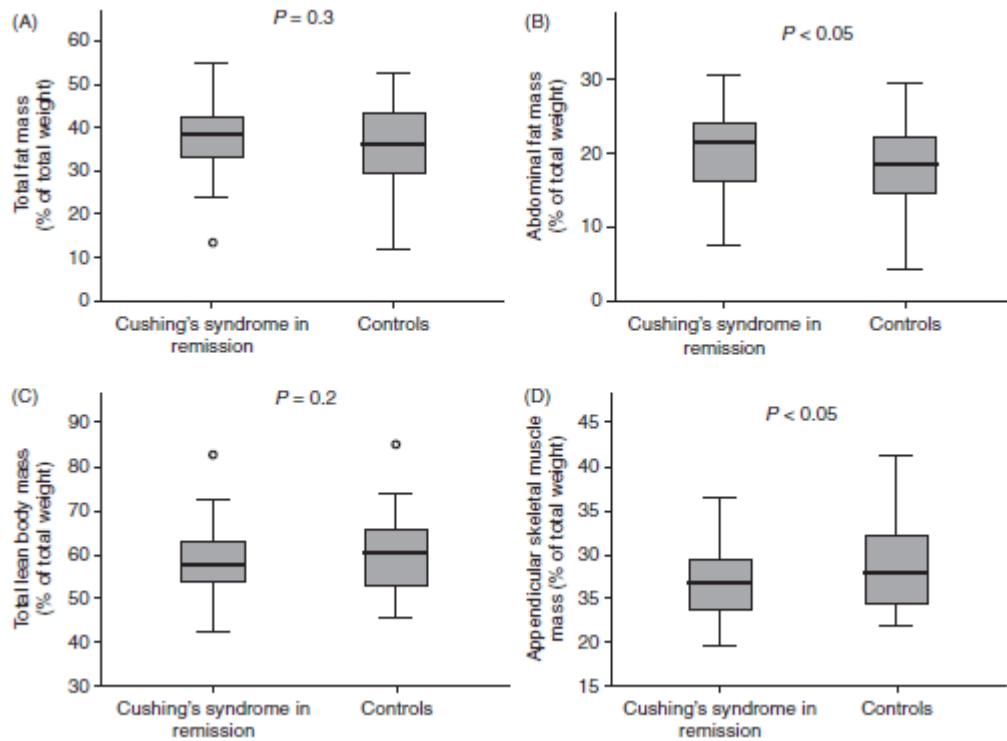 (A)
P = 0.3
Total fat mass
(% of total weight)
60
50
40
30
20
10
0
Cushing's syndrome in
remission
Controls
(B)
P < 0.05
Abdominal fat mass
(% of total weight)
30
20
10
0
Cushing's syndrome in
remission
Controls
(C)
P = 0.2
Total lean body mass
(% of total weight)
90
80
70
60
50
40
30
Cushing's syndrome in
remission
Controls
(D)
P < 0.05
Appendicular skeletal muscle
mass (% of total weight)
45
40
35
30
35
20
15
Cushing's syndrome in
remission
Controls